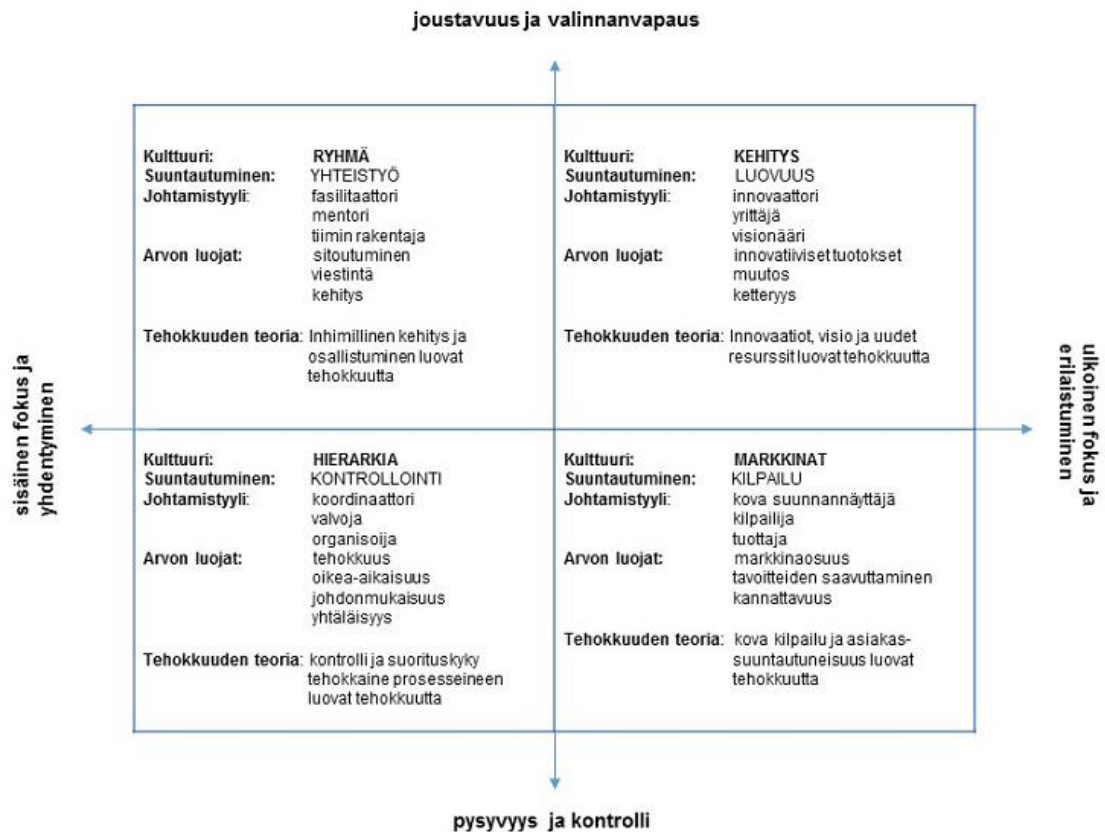 joustavuus ja valinnanvapaus
Kulttuuri: RYHMÄ
Suuntautuminen: YHTEISTYÖ
Johtamistyyli: fasilitaattori
mentori
tiimin rakentaja
Arvon luojat: sitoutuminen
viestintä
kehitys
Tehokkuuden teoria: Inhimillinen kehitys ja
osallistuminen luovat
tehokkuutta
Kulttuuri: KEHITYS
Suuntautuminen: LUOVUUS
Johtamistyyli: innovaattori
yrittäjä
visionääri
Arvon luojat: innovatiiviset tuotokset
muutos
ketteryys
Tehokkuuden teoria: Innovaatiot, visio ja uudet
resurssit luovat tehokkuutta
sisäinen fokus ja
yhdentyminen
ulkoinen fokus ja
erilaistuminen
Kulttuuri: HIERARKIA
Suuntautuminen: KONTROLLOINTI
Johtamistyyli: koordinaattori
valvoja
organisoija
Arvon luojat: tehokkuus
oikea-aikaisuus
johdonmukaisuus
yhtäläisyys
Tehokkuuden teoria: kontrolli ja suorituskyky
tehokkaine prosesseineen
luovat tehokkuutta
Kulttuuri: MARKKINAT
Suuntautuminen: KILPAILU
Johtamistyyli: kova suunnannäyttäjä
kilpailija
tuottaja
Arvon luojat: markkinaosuus
tavoitteiden saavuttaminen
kannattavuus
Tehokkuuden teoria: kova kilpailu ja asiakas-
suuntautuneisuus luovat
tehokkuutta
pysyvyys ja kontrolli